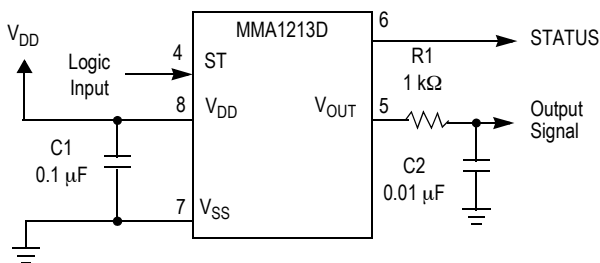 MMA1213D
V_DD
6
STATUS
4
ST
Logic
Input
R1
1 kΩ
8
V_DD
V_OUT
5
Output
Signal
C1
0.1 μF
C2
0.01 μF
7
V_SS